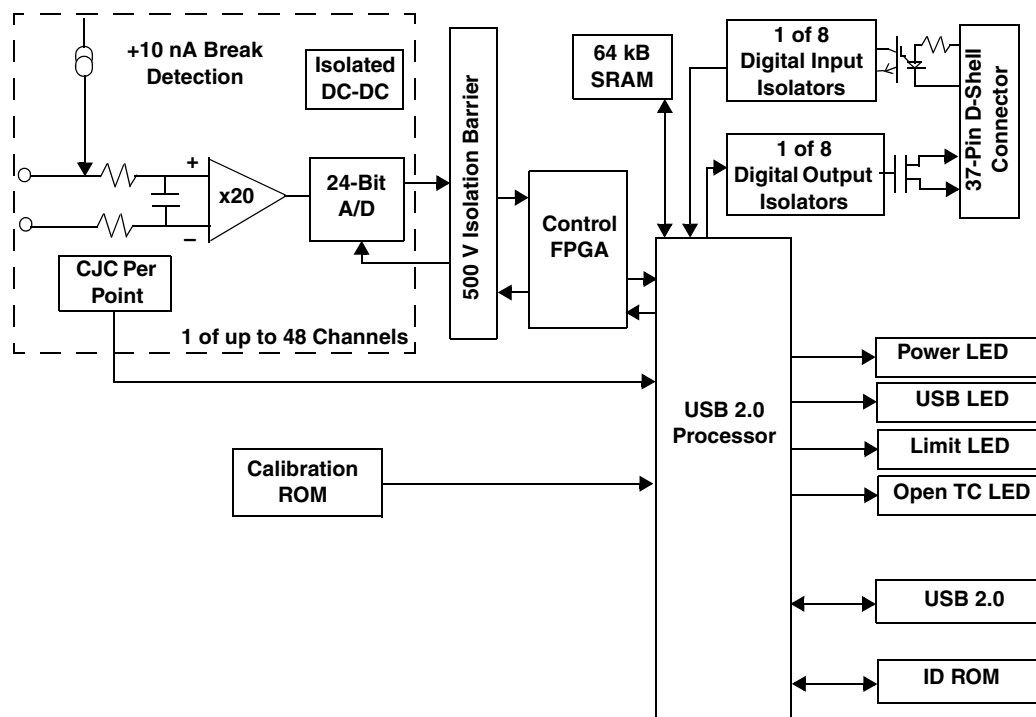 +10 nA Break
Detection
Isolated
DC-DC
+
−
x20
24-Bit
A/D
CJC Per
Point
1 of up to 48 Channels
500 V Isolation Barrier
Control
FPGA
64 kB
SRAM
1 of 8
Digital Input
Isolators
1 of 8
Digital Output
Isolators
37-Pin D-Shell
Connector
USB 2.0
Processor
Calibration
ROM
Power LED
USB LED
Limit LED
Open TC LED
USB 2.0
ID ROM